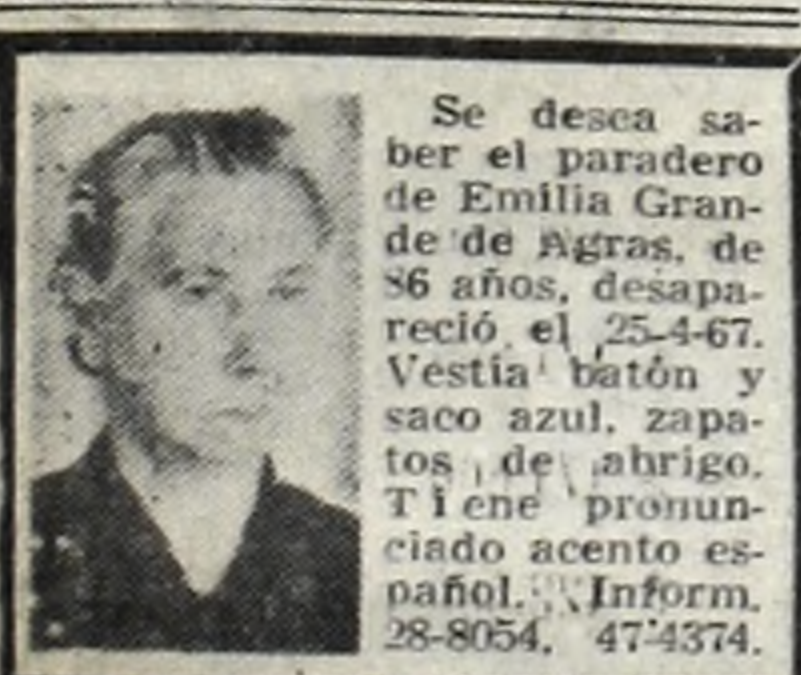 Se desea sa-
ber el paradero
de Emilia Gran-
de de Agras, de
86 años, desapa-
reció el 25-4-67.
Vestía batón y
saco azul, zapa-
tos de abrigo.
Tiene pronun-
ciado acento es-
pañol. Inform.
28-8054. 47-4374.